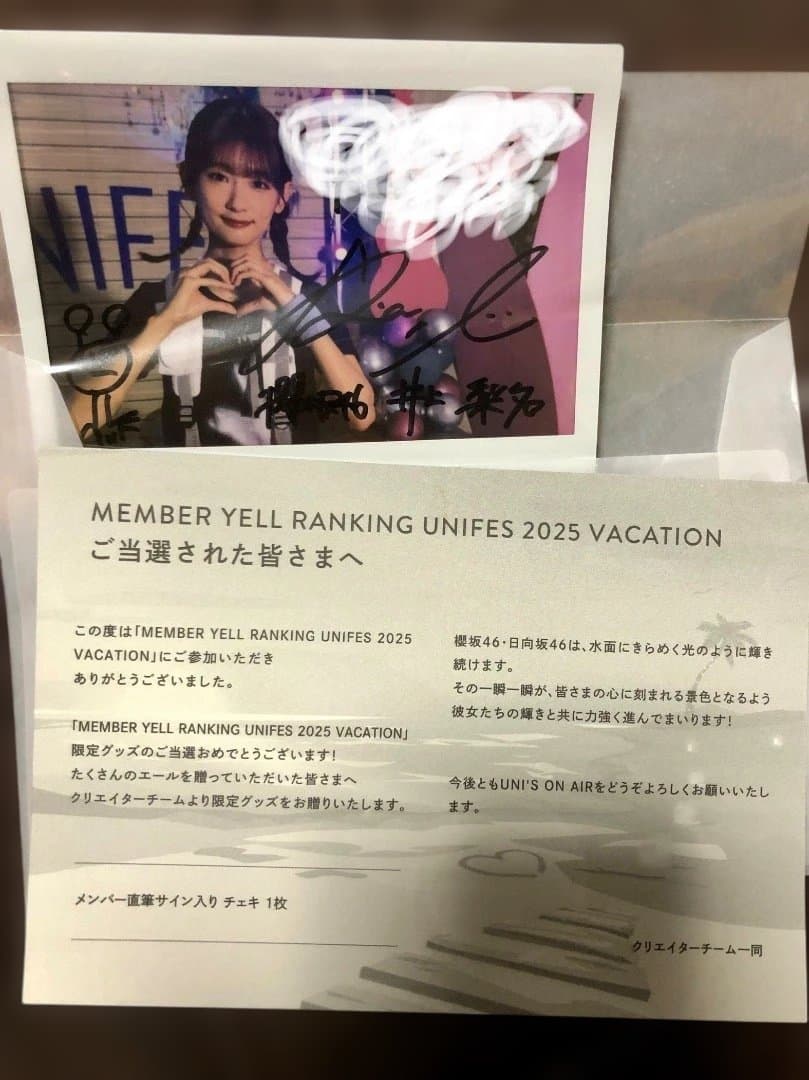 UNIFE
櫻坂46 井上 梨名
MEMBER YELL RANKING UNIFES 2025 VACATION
ご当選された皆さまへ
この度は「MEMBER YELL RANKING UNIFES 2025
VACATION」にご参加いただき
ありがとうございました。
「MEMBER YELL RANKING UNIFES 2025 VACATION」
限定グッズのご当選おめでとうございます!
たくさんのエールを贈っていただいた皆さまへ
クリエイターチームより限定グッズをお贈りいたします。
メンバー直筆サイン入り チェキ 1枚
櫻坂46・日向坂46は、水面にきらめく光のように輝き
続けます。
その一瞬一瞬が、皆さまの心に刻まれる景色となるよう
彼女たちの輝きと共に力強く進んでまいります!
今後ともUNI'S ON AIRをどうぞよろしくお願いいたし
ます。
クリエイターチーム一同